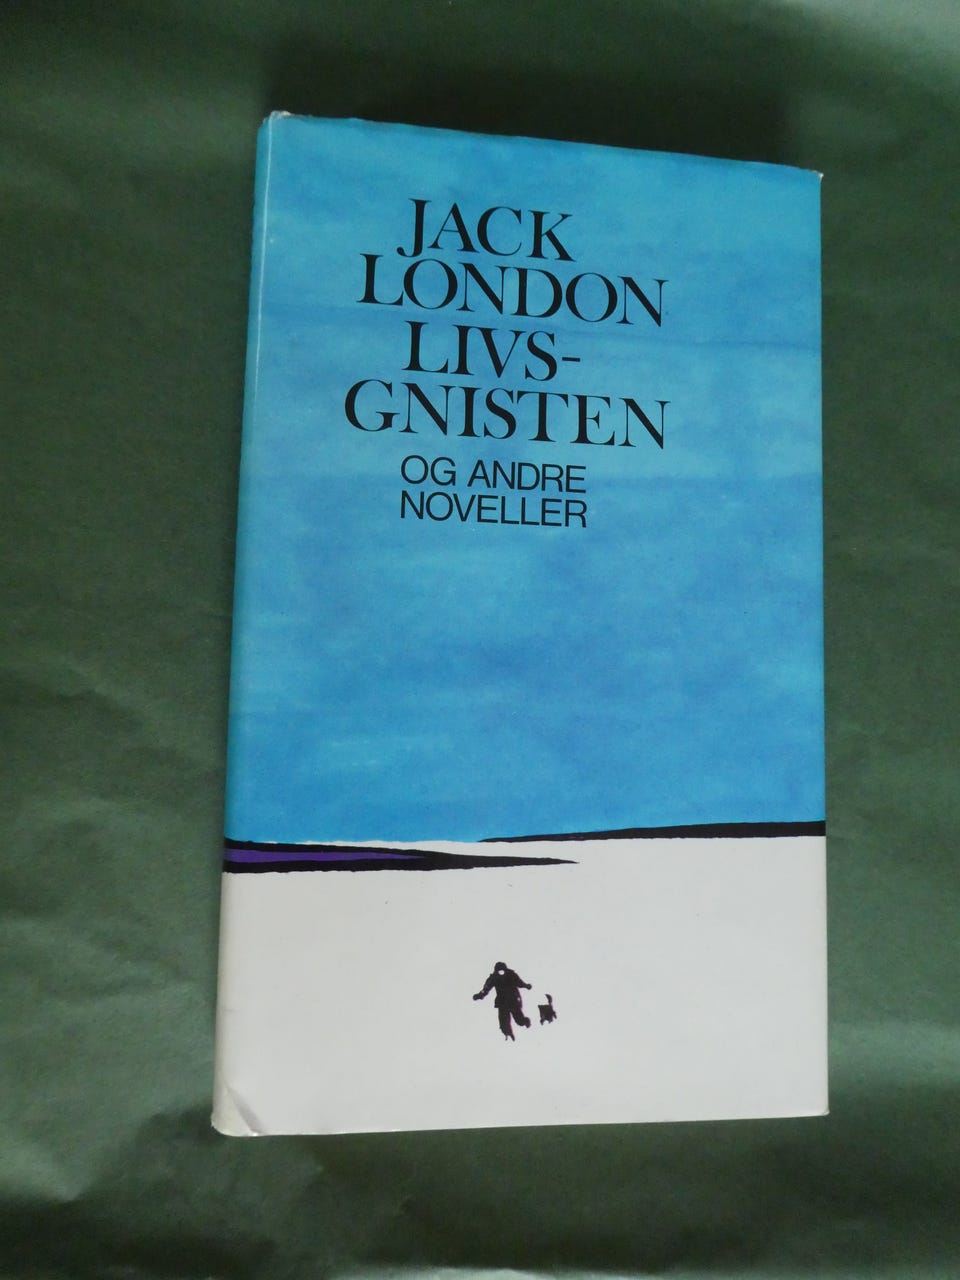 JACK
LONDON
LIVS-
GNISTEN
OG ANDRE
NOVELLER